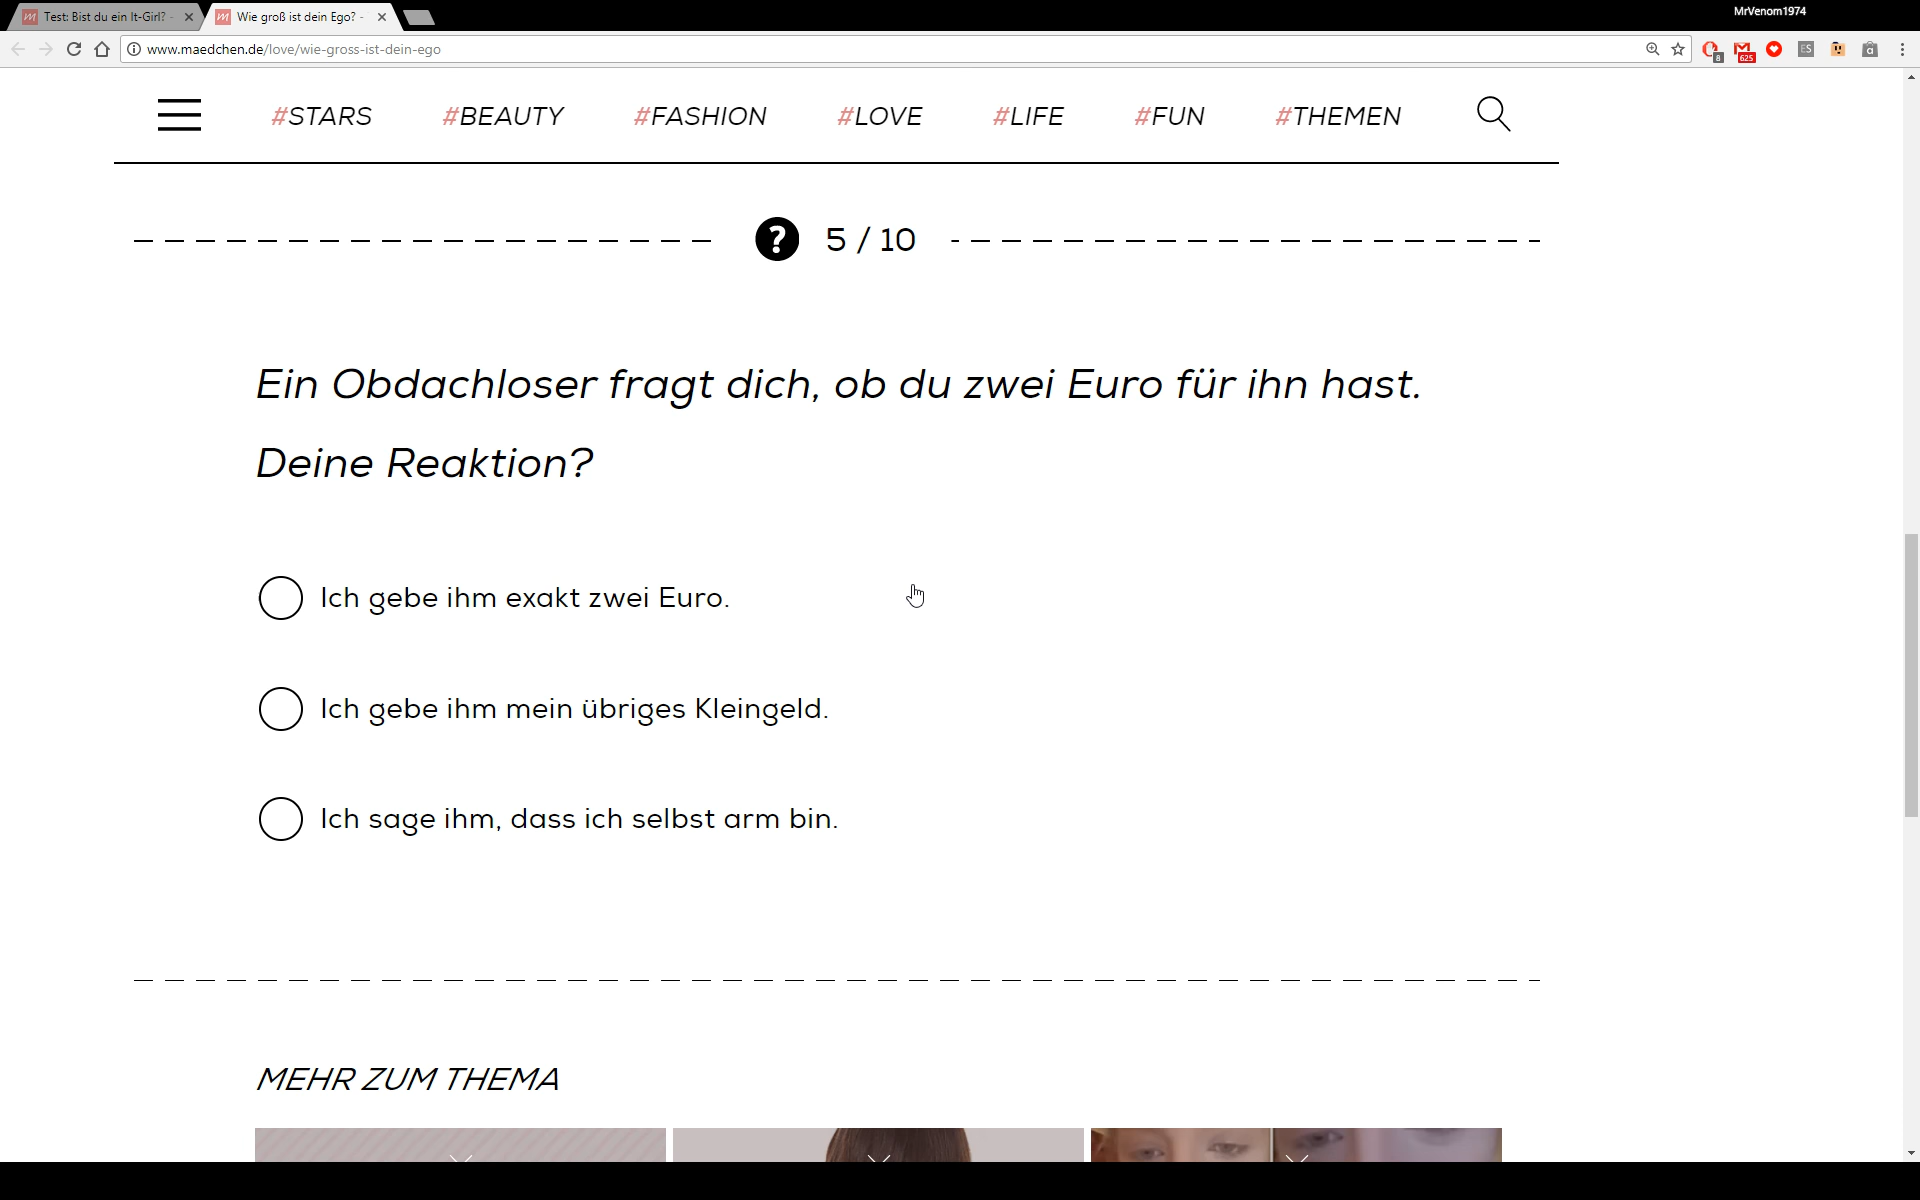 MrVenom1974
Test: Bist du ein It-Girl? -
Wie groß ist dein Ego? -
www.maedchen.de/love/wie-gross-ist-dein-ego
8
625
ES
a
#STARS #BEAUTY #FASHION #LOVE #LIFE #FUN #THEMEN
? 5 / 10
Ein Obdachloser fragt dich, ob du zwei Euro für ihn hast.
Deine Reaktion?
Ich gebe ihm exakt zwei Euro.
Ich gebe ihm mein übriges Kleingeld.
Ich sage ihm, dass ich selbst arm bin.
MEHR ZUM THEMA